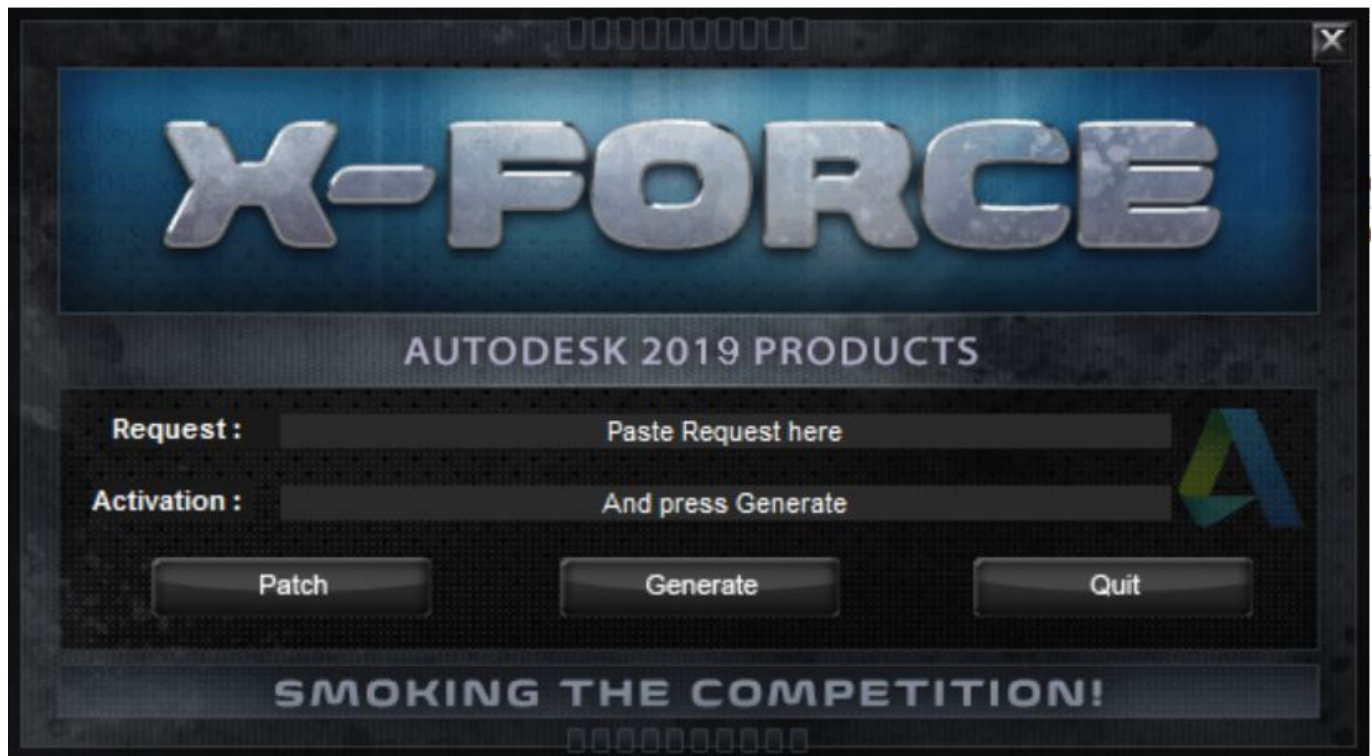 X
X-FORCE
AUTODESK 2019 PRODUCTS
Request :
Paste Request here
Activation :
And press Generate
Patch
Generate
Quit
SMOKING THE COMPETITION!